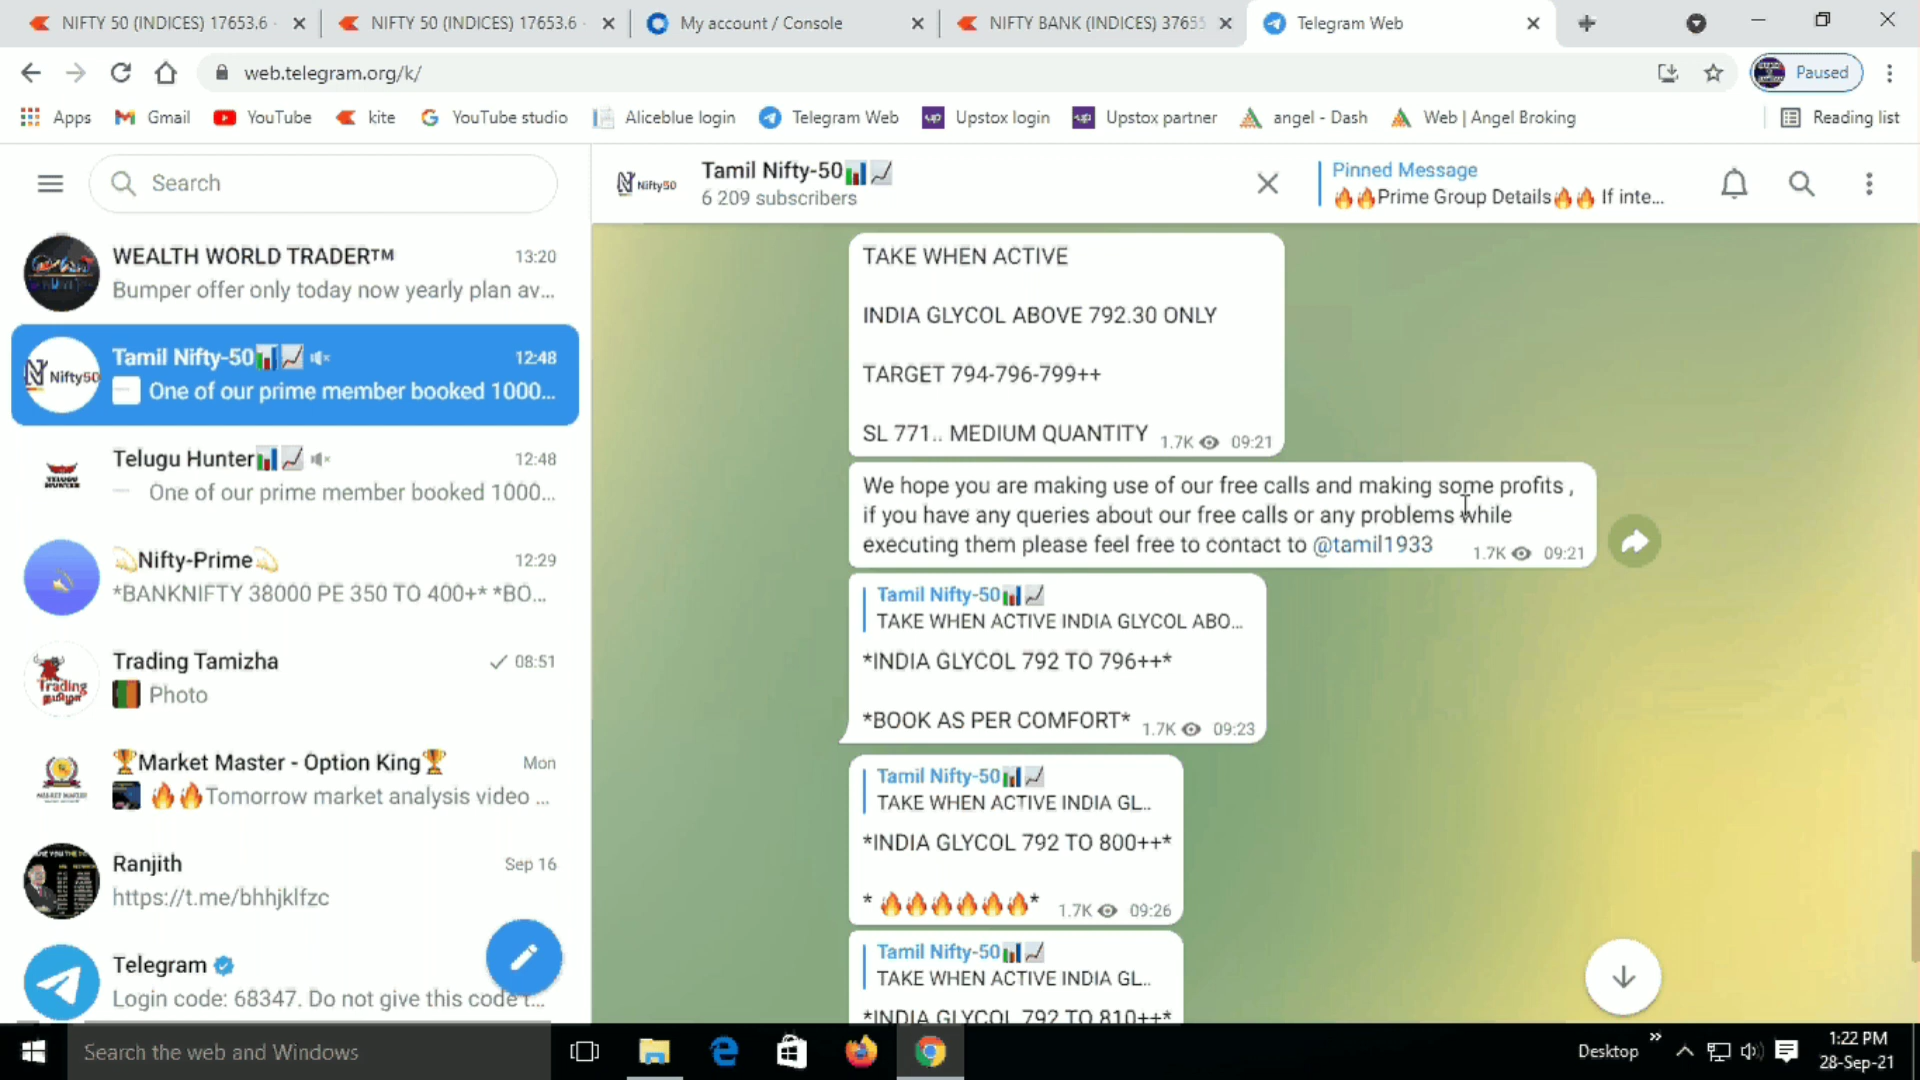 NIFTY 50 (INDICES) 17653.6
NIFTY 50 (INDICES) 17653.6
My account / Console
NIFTY BANK (INDICES) 37655
Telegram Web
web.telegram.org/k/
Paused
Apps
Gmail
YouTube
kite
YouTube studio
Aliceblue login
Telegram Web
Upstox login
Upstox partner
angel - Dash
Web | Angel Broking
Reading list
Search
WEALTH WORLD TRADER™ 13:20
Bumper offer only today now yearly plan av...
Tamil Nifty-50📊📈 12:48
One of our prime member booked 1000...
Nifty50
Telugu Hunter📊📈 12:48
One of our prime member booked 1000...
TELUGU
HUNTER
💫Nifty-Prime💫 12:29
*BANKNIFTY 38000 PE 350 TO 400+* *BO...
Trading Tamizha 08:51
Photo
Trading
🏆Market Master - Option King🏆 Mon
🔥🔥Tomorrow market analysis video ...
Ranjith Sep 16
https://t.me/bhhjklfzc
Telegram
Login code: 68347. Do not give this code t...
Nifty50
Tamil Nifty-50📊📈
6 209 subscribers
Pinned Message
🔥🔥Prime Group Details🔥🔥 If inte...
TAKE WHEN ACTIVE
INDIA GLYCOL ABOVE 792.30 ONLY
TARGET 794-796-799++
SL 771.. MEDIUM QUANTITY 1.7K 09:21
We hope you are making use of our free calls and making some profits ,
if you have any queries about our free calls or any problems while
executing them please feel free to contact to @tamil1933 1.7K 09:21
Tamil Nifty-50📊📈
TAKE WHEN ACTIVE INDIA GLYCOL ABO...
*INDIA GLYCOL 792 TO 796++*
*BOOK AS PER COMFORT* 1.7K 09:23
Tamil Nifty-50📊📈
TAKE WHEN ACTIVE INDIA GL..
*INDIA GLYCOL 792 TO 800++*
* 🔥🔥🔥🔥🔥🔥* 1.7K 09:26
Tamil Nifty-50📊📈
TAKE WHEN ACTIVE INDIA GL..
*INDIA GLYCOL 792 TO 810++*
Search the web and Windows
Desktop
1:22 PM
28-Sep-21